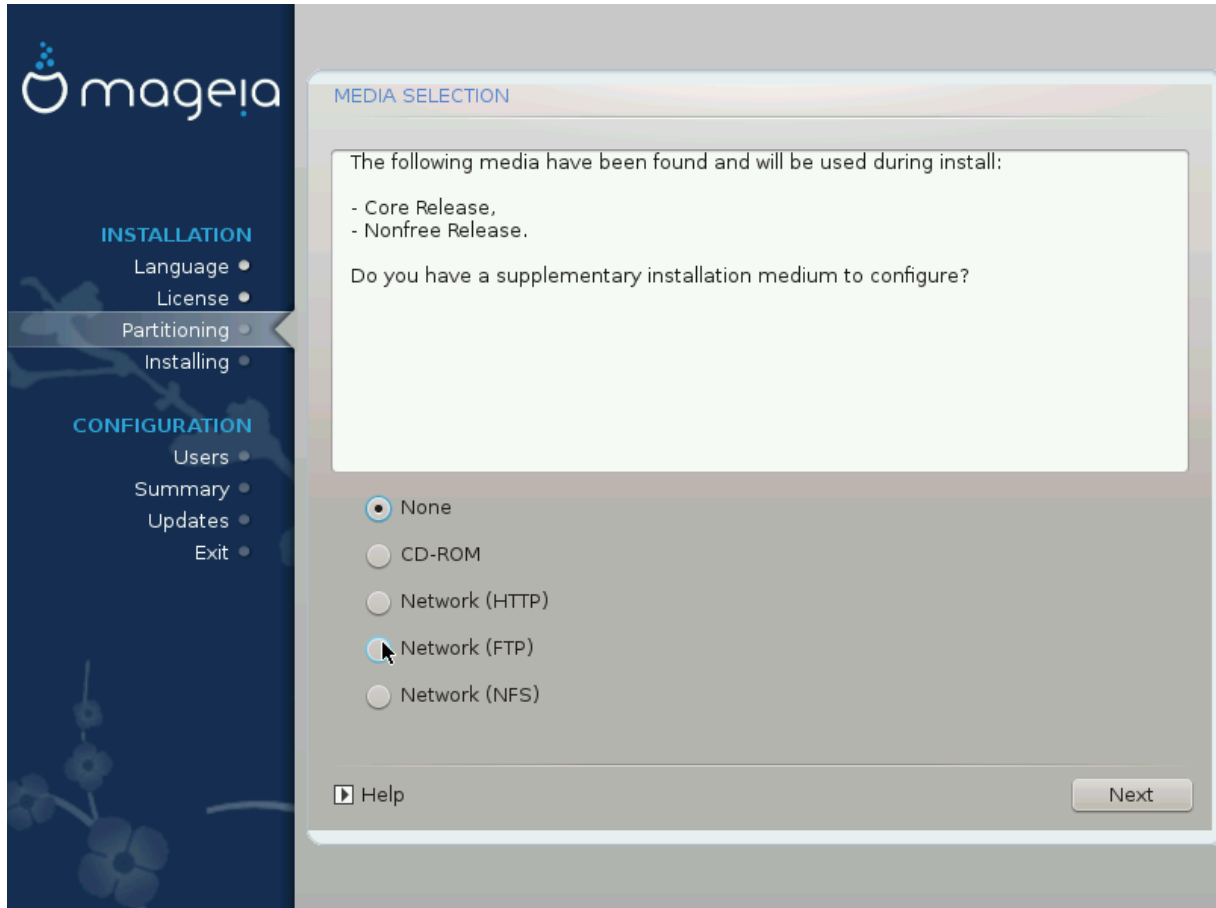 mageia
INSTALLATION
Language
License
Partitioning
Installing
CONFIGURATION
Users
Summary
Updates
Exit
MEDIA SELECTION
The following media have been found and will be used during install:
- Core Release,
- Nonfree Release.
Do you have a supplementary installation medium to configure?
None
CD-ROM
Network (HTTP)
Network (FTP)
Network (NFS)
Help
Next